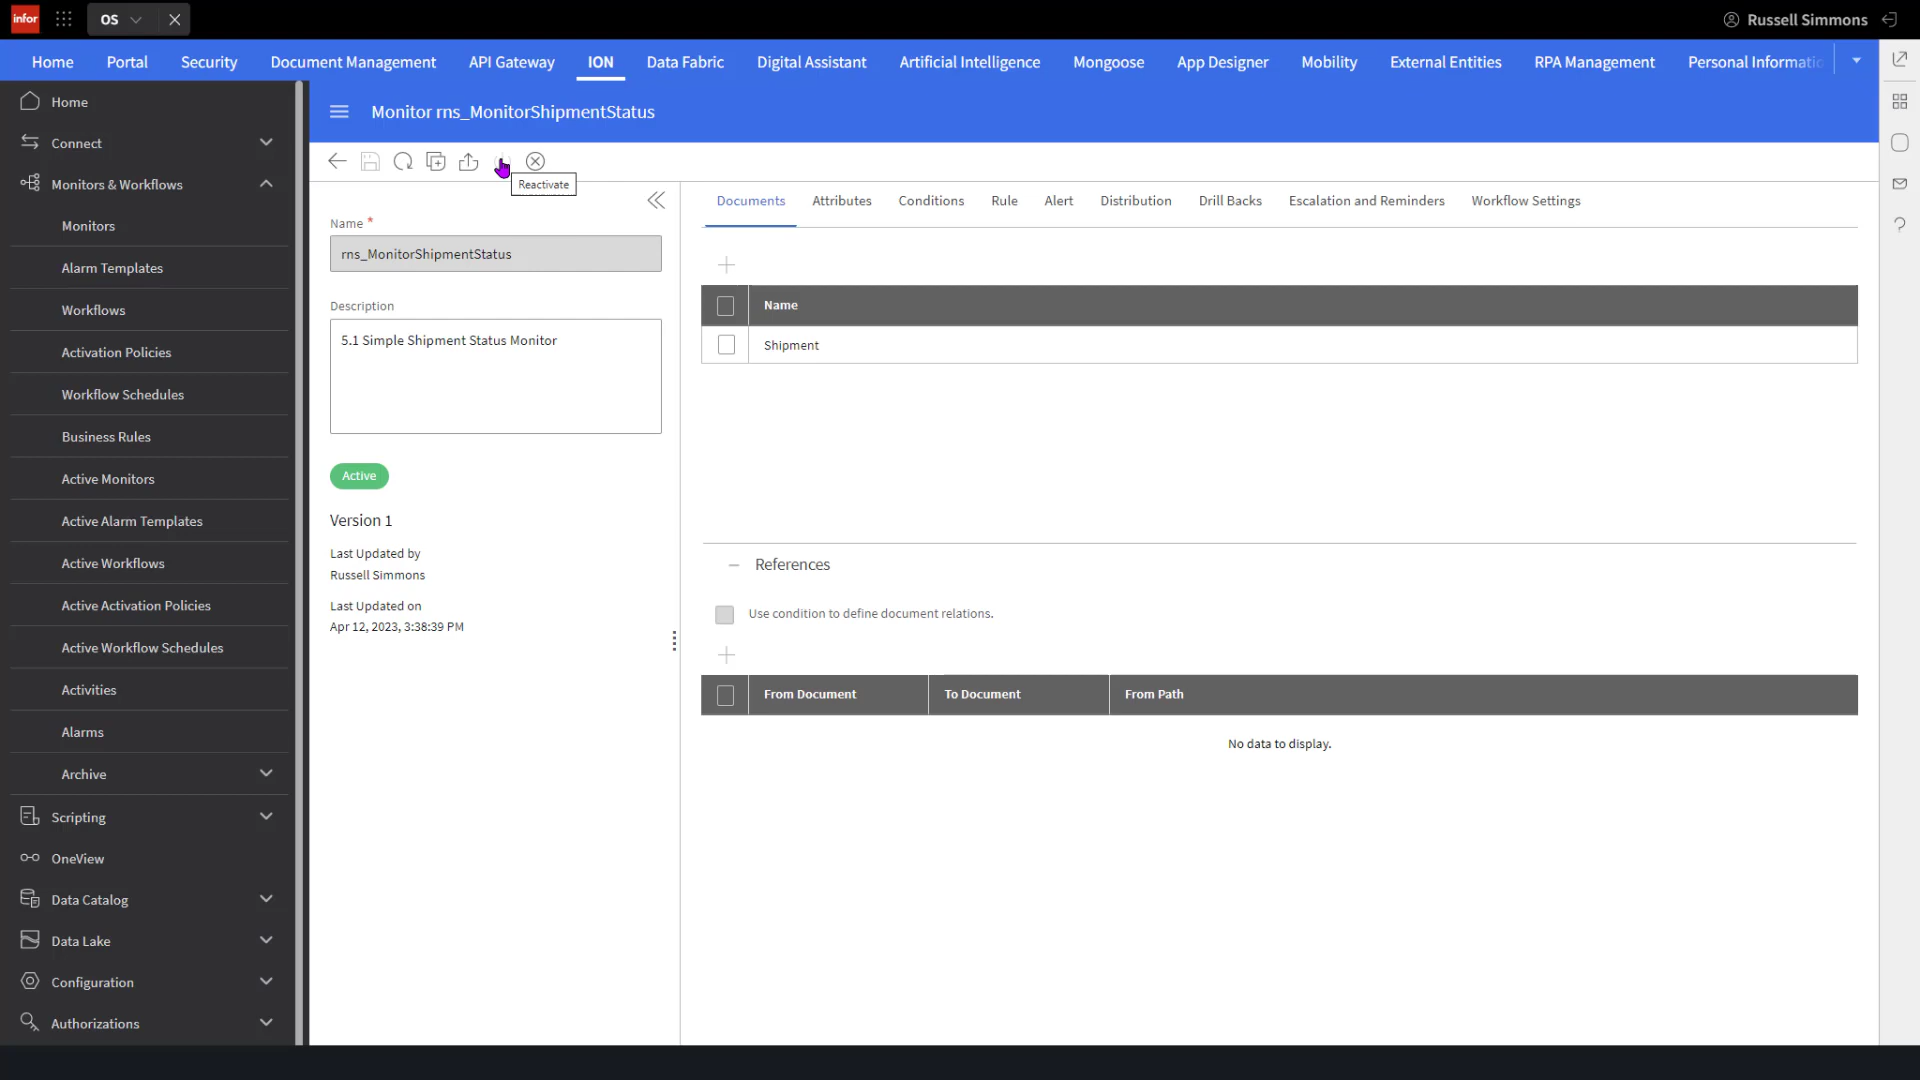 infor
OS
Russell Simmons
Home
Portal
Security
Document Management
API Gateway
ION
Data Fabric
Digital Assistant
Artificial Intelligence
Mongoose
App Designer
Mobility
External Entities
RPA Management
Personal Informatio
Home
Connect
Monitors & Workflows
Monitors
Alarm Templates
Workflows
Activation Policies
Workflow Schedules
Business Rules
Active Monitors
Active Alarm Templates
Active Workflows
Active Activation Policies
Active Workflow Schedules
Activities
Alarms
Archive
Scripting
OneView
Data Catalog
Data Lake
Configuration
Authorizations
Monitor rns_MonitorShipmentStatus
Reactivate
Name *
rns_MonitorShipmentStatus
Description
5.1 Simple Shipment Status Monitor
Active
Version 1
Last Updated by
Russell Simmons
Last Updated on
Apr 12, 2023, 3:38:39 PM
Documents
Attributes
Conditions
Rule
Alert
Distribution
Drill Backs
Escalation and Reminders
Workflow Settings
Name
Shipment
References
Use condition to define document relations.
From Document
To Document
From Path
No data to display.